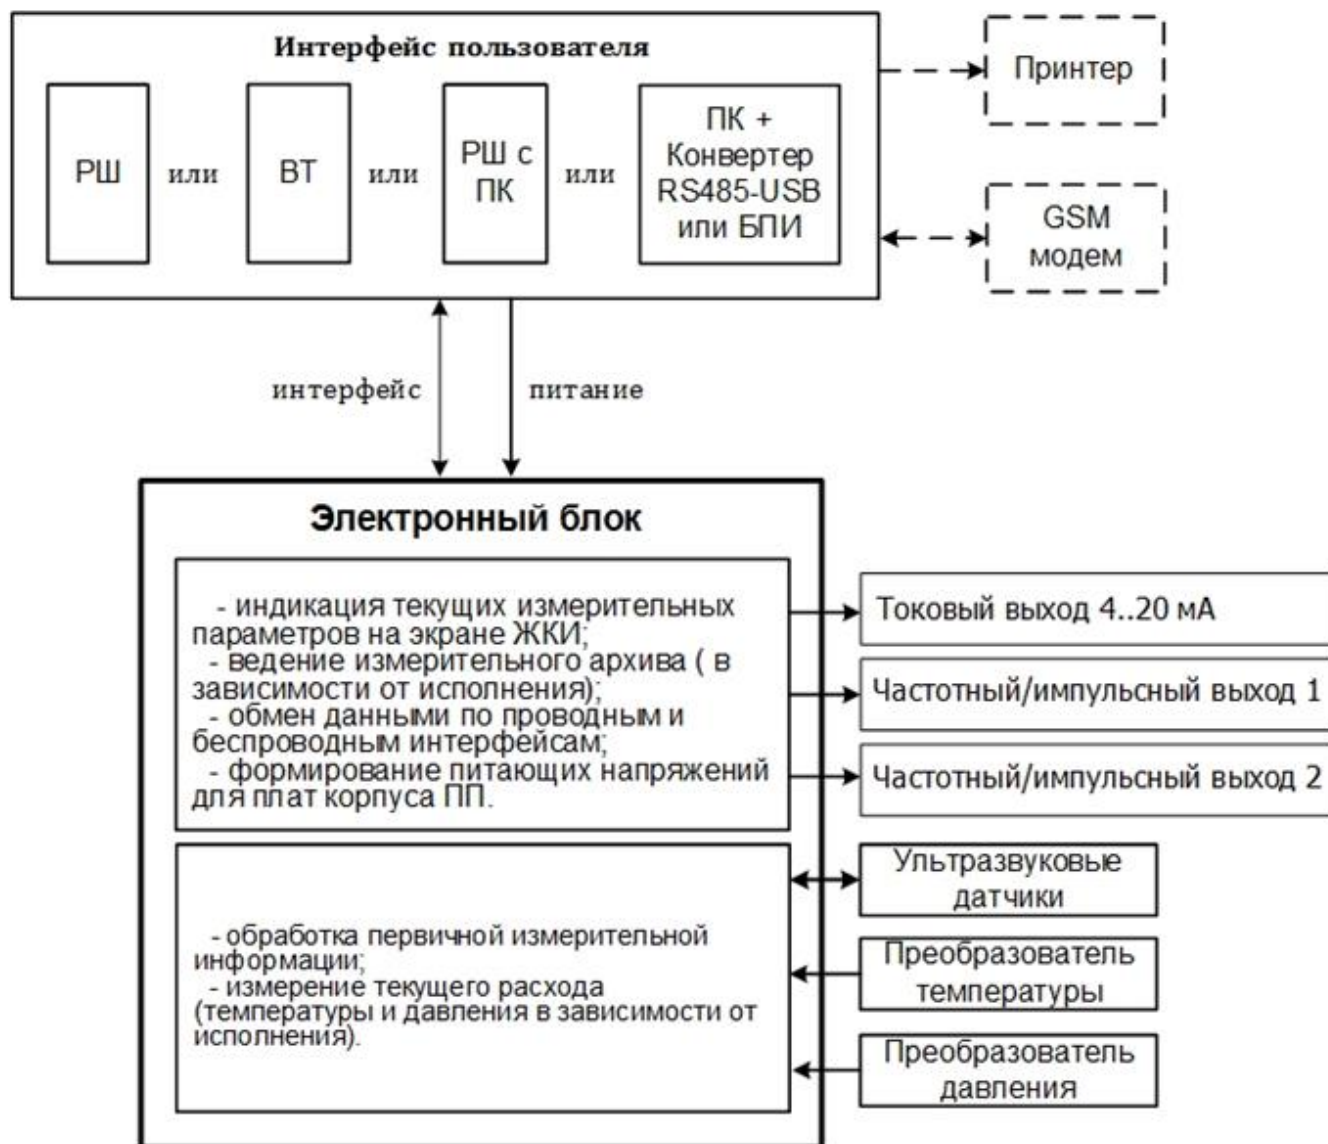 Интерфейс пользователя
РШ
или
ВТ
или
РШ с
ПК
или
ПК +
Конвертер
RS485-USB
или БПИ
Принтер
GSM
модем
интерфейс
питание
Электронный блок
- индикация текущих измерительных
параметров на экране ЖКИ;
- ведение измерительного архива ( в
зависимости от исполнения);
- обмен данными по проводным и
беспроводным интерфейсам;
- формирование питающих напряжений
для плат корпуса ПП.
Токовый выход 4..20 мА
Частотный/импульсный выход 1
Частотный/импульсный выход 2
- обработка первичной измерительной
информации;
- измерение текущего расхода
(температуры и давления в зависимости от
исполнения).
Ультразвуковые
датчики
Преобразователь
температуры
Преобразователь
давления